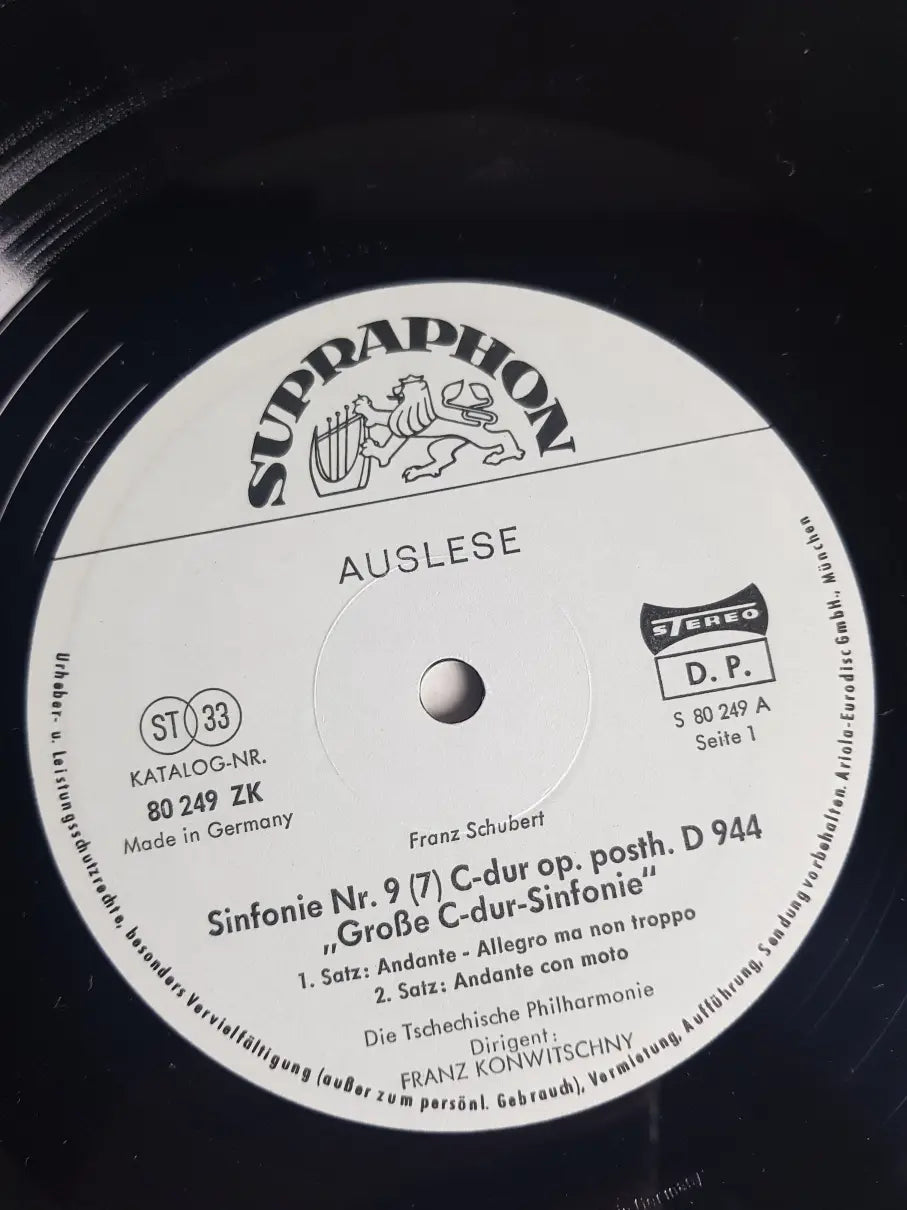 SUPRAPHON
AUSLESE
STEREO
D. P.
S 80 249 A
Seite 1
ST 33
KATALOG-NR.
80 249 ZK
Made in Germany
Franz Schubert
Sinfonie Nr. 9 (7) C-dur op. posth. D 944
„Große C-dur-Sinfonie“
1. Satz: Andante - Allegro ma non troppo
2. Satz: Andante con moto
Die Tschechische Philharmonie
Dirigent:
FRANZ KONWITSCHNY
Urheber- u. Leistungsschutzrechte, besonders Vervielfältigung (außer zum persönl. Gebrauch), Vermietung, Aufführung, Sendung vorbehalten. Ariola-Eurodisc GmbH., München